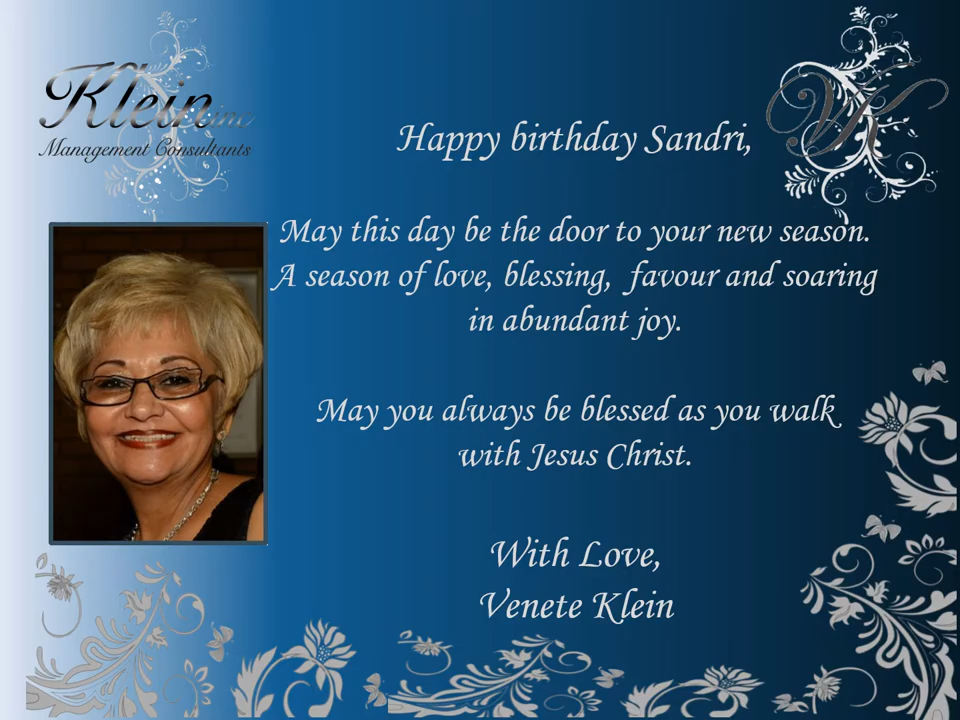 Klein inc
Management Consultants
VK
Happy birthday Sandri,
May this day be the door to your new season.
A season of love, blessing,  favour and soaring
in abundant joy.
May you always be blessed as you walk
with Jesus Christ.
With Love,
Venete Klein